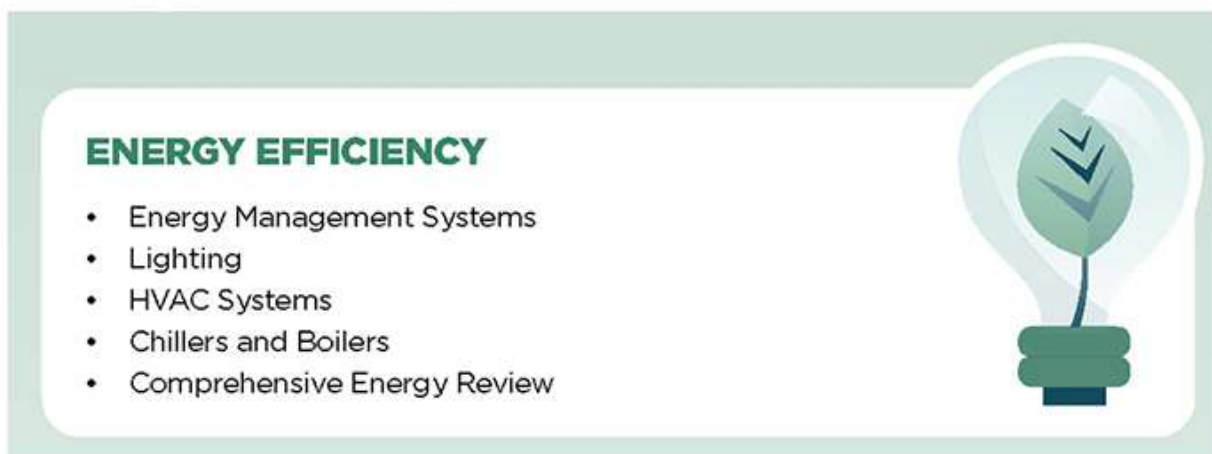 ENERGY EFFICIENCY
• Energy Management Systems
• Lighting
• HVAC Systems
• Chillers and Boilers
• Comprehensive Energy Review